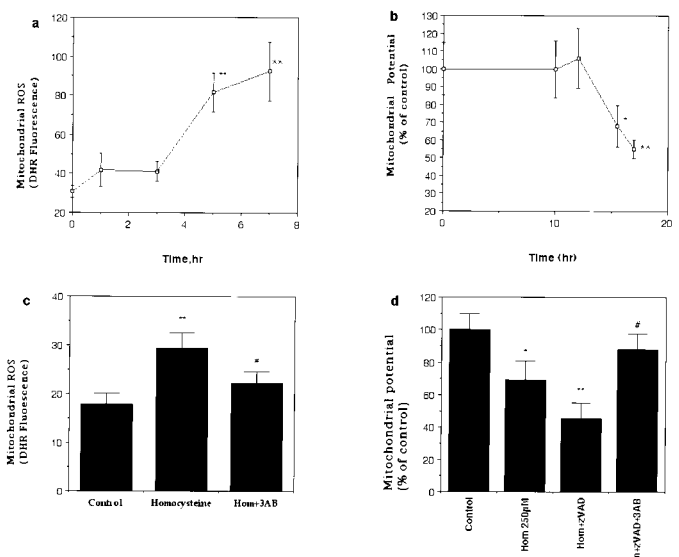 a
Mitochondrial ROS
(DHR Fluorescence)
120
100
80
60
40
20
**
**
0 2 4 6 8
Time,hr
b
Mitochondrial Potential
(% of control)
130
120
110
100
90
80
70
60
50
40
30
20
*
**
0 10 20
Time (hr)
c
Mitochondrial ROS
(DHR Fluoescence)
40
30
20
10
0
**
#
Control Homocysteine Hom+3AB
d
Mitochondrial potential
(% of control)
120
100
80
60
40
20
0
*
**
#
Control
Hom 250µM
Hom+zVAD
m+zVAD+3AB